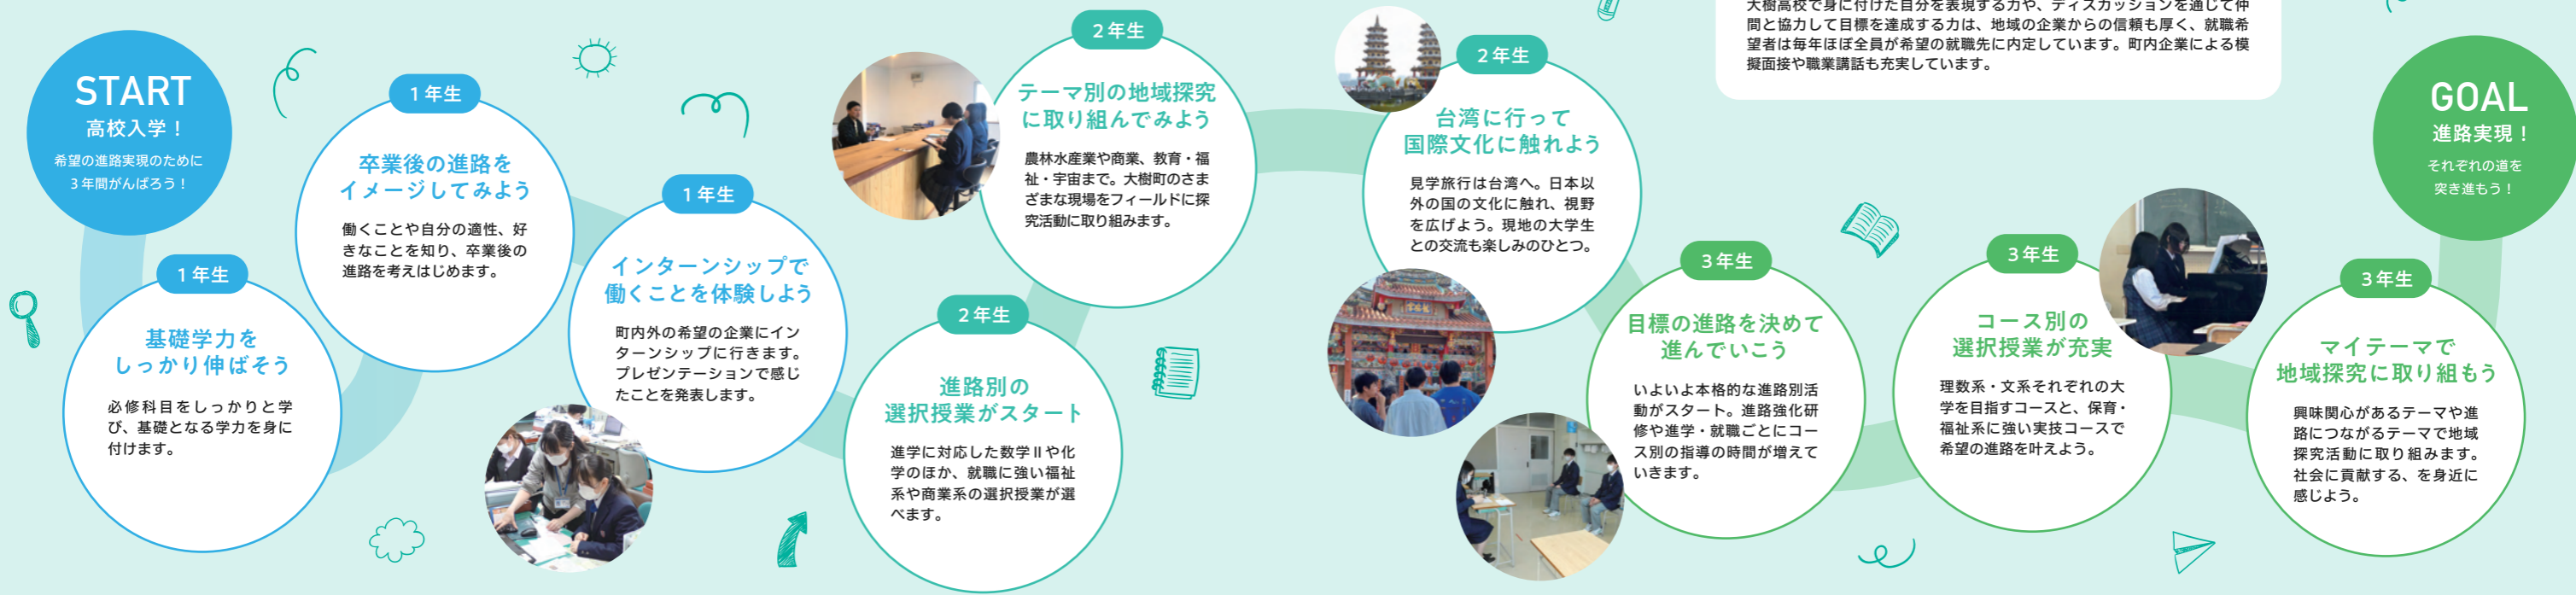 START
高校入学！
希望の進路実現のために
３年間がんばろう！
1年生
基礎学力を
しっかり伸ばそう
必修科目をしっかりと学
び、基礎となる学力を身に
付けます。
1年生
卒業後の進路を
イメージしてみよう
働くことや自分の適性、好
きなことを知り、卒業後の
進路を考えはじめます。
1年生
インターンシップで
働くことを体験しよう
町内外の希望の企業にイン
ターンシップに行きます。
プレゼンテーションで感じ
たことを発表します。
2年生
進路別の
選択授業がスタート
進学に対応した数学Ⅱや化
学のほか、就職に強い福祉
系や商業系の選択授業が選
べます。
2年生
テーマ別の地域探究
に取り組んでみよう
農林水産業や商業、教育・福
祉・宇宙まで。大樹町のさま
ざまな現場をフィールドに探
究活動に取り組みます。
2年生
台湾に行って
国際文化に触れよう
見学旅行は台湾へ。日本以
外の国の文化に触れ、視野
を広げよう。現地の大学生
との交流も楽しみのひとつ。
3年生
目標の進路を決めて
進んでいこう
いよいよ本格的な進路別活
動がスタート。進路強化研
修や進学・就職ごとにコー
ス別の指導の時間が増えて
いきます。
3年生
コース別の
選択授業が充実
理数系・文系それぞれの大
学を目指すコースと、保育・
福祉系に強い実技コースで
希望の進路を叶えよう。
3年生
マイテーマで
地域探究に取り組もう
興味関心があるテーマや進
路につながるテーマで地域
探究活動に取り組みます。
社会に貢献する、を身近に
感じよう。
GOAL
進路実現！
それぞれの道を
突き進もう！
大樹高校で身に付けた自分を表現する力や、ディスカッションを通じて仲
間と協力して目標を達成する力は、地域の企業からの信頼も厚く、就職希
望者は毎年ほぼ全員が希望の就職先に内定しています。町内企業による模
擬面接や職業講話も充実しています。